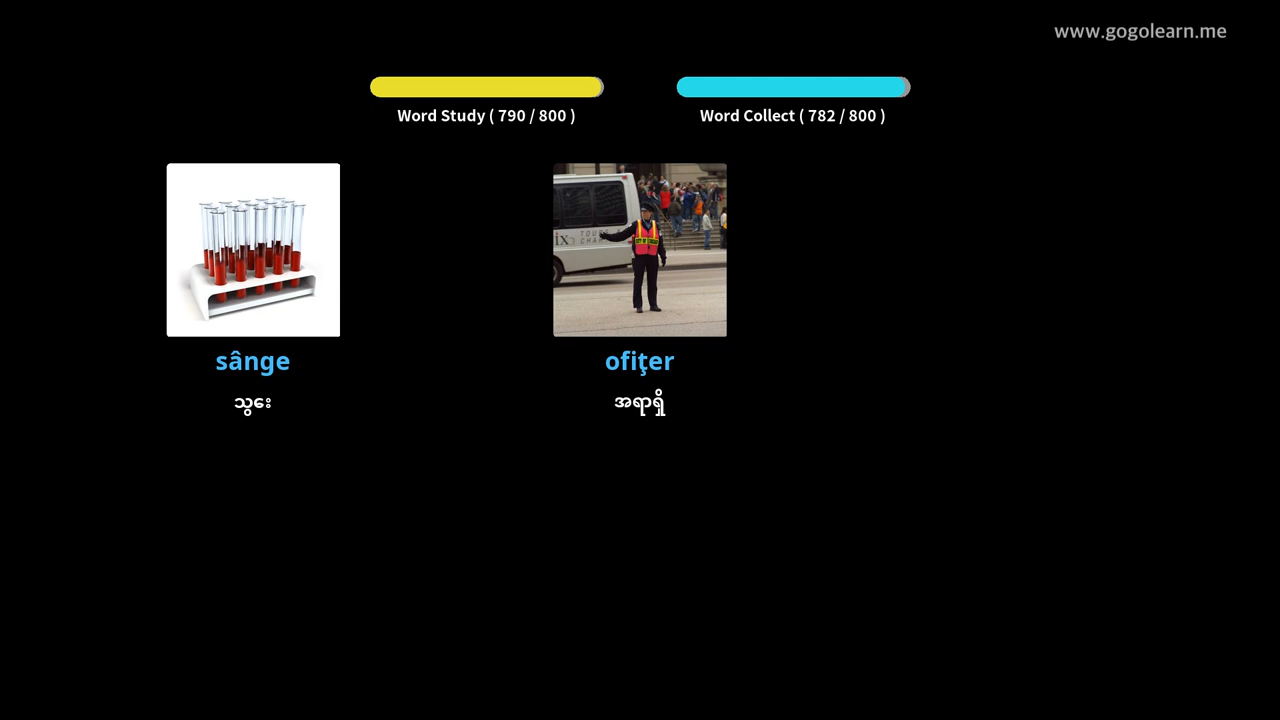 www.gogolearn.me
Word Study ( 790 / 800 )
Word Collect ( 782 / 800 )
sânge
ofiţer
သွေး
အရာရှိ